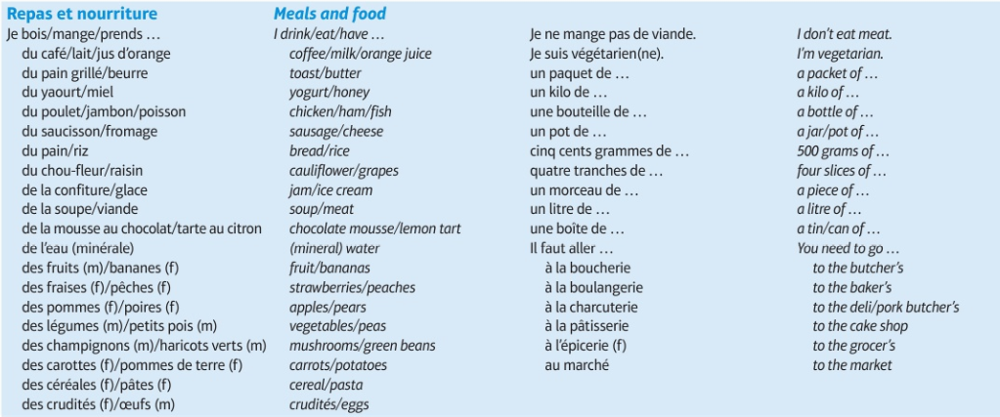 Repas et nourriture Meals and food
Je bois/mange/prends … I drink/eat/have …
du café/lait/jus d'orange coffee/milk/orange juice
du pain grillé/beurre toast/butter
du yaourt/miel yogurt/honey
du poulet/jambon/poisson chicken/ham/fish
du saucisson/fromage sausage/cheese
du pain/riz bread/rice
du chou-fleur/raisin cauliflower/grapes
de la confiture/glace jam/ice cream
de la soupe/viande soup/meat
de la mousse au chocolat/tarte au citron chocolate mousse/lemon tart
de l'eau (minérale) (mineral) water
des fruits (m)/bananes (f) fruit/bananas
des fraises (f)/pêches (f) strawberries/peaches
des pommes (f)/poires (f) apples/pears
des légumes (m)/petits pois (m) vegetables/peas
des champignons (m)/haricots verts (m) mushrooms/green beans
des carottes (f)/pommes de terre (f) carrots/potatoes
des céréales (f)/pâtes (f) cereal/pasta
des crudités (f)/œufs (m) crudités/eggs
Je ne mange pas de viande. I don't eat meat.
Je suis végétarien(ne). I'm vegetarian.
un paquet de … a packet of …
un kilo de … a kilo of …
une bouteille de … a bottle of …
un pot de … a jar/pot of …
cinq cents grammes de … 500 grams of …
quatre tranches de … four slices of …
un morceau de … a piece of …
un litre de … a litre of …
une boîte de … a tin/can of …
Il faut aller … You need to go …
à la boucherie to the butcher's
à la boulangerie to the baker's
à la charcuterie to the deli/pork butcher's
à la pâtisserie to the cake shop
à l'épicerie (f) to the grocer's
au marché to the market